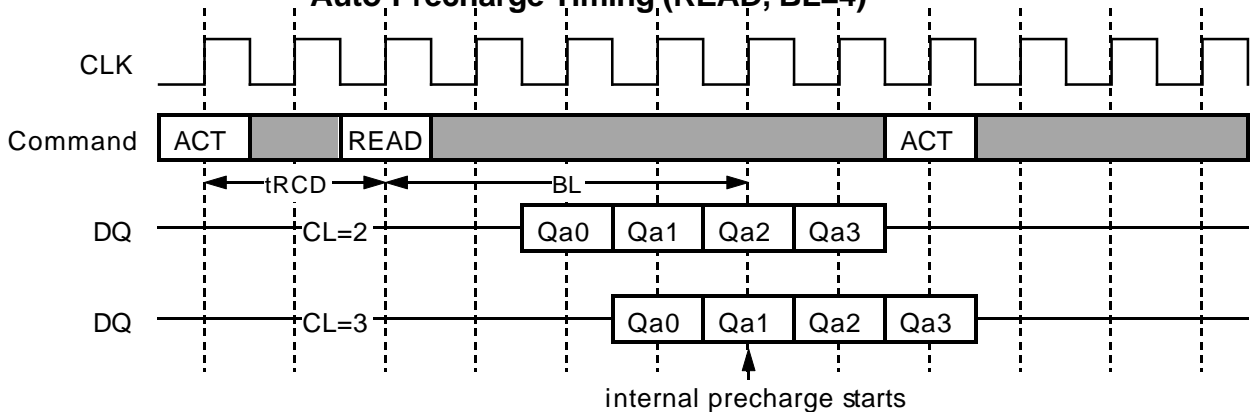 Auto-Precharge Timing (READ, BL=4)
CLK
Command ACT READ ACT
tRCD BL
DQ CL=2 Qa0 Qa1 Qa2 Qa3
DQ CL=3 Qa0 Qa1 Qa2 Qa3
internal precharge starts